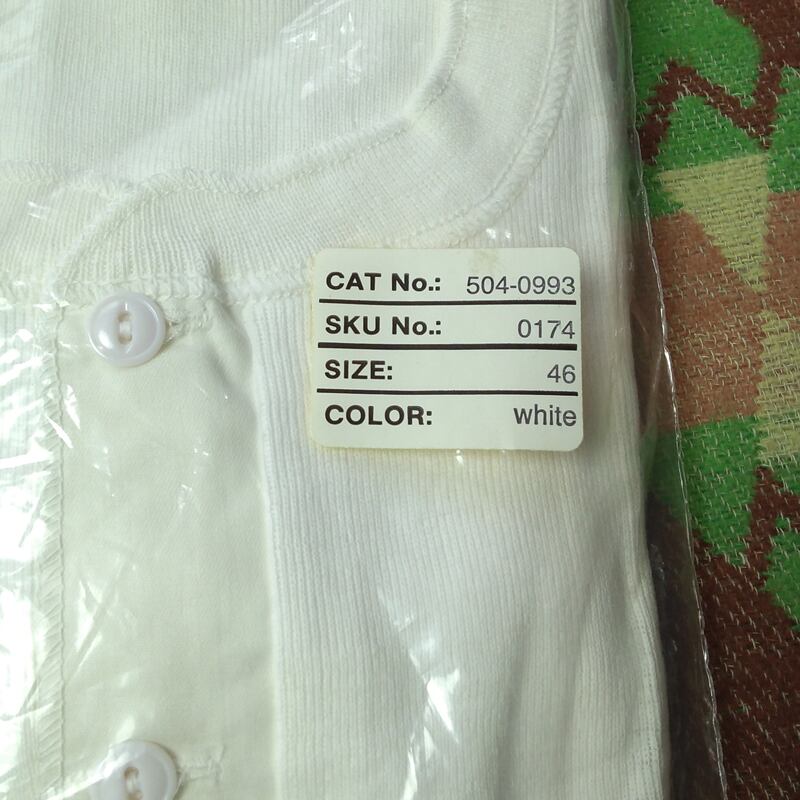 CAT No.: 504-0993
SKU No.: 0174
SIZE: 46
COLOR: white